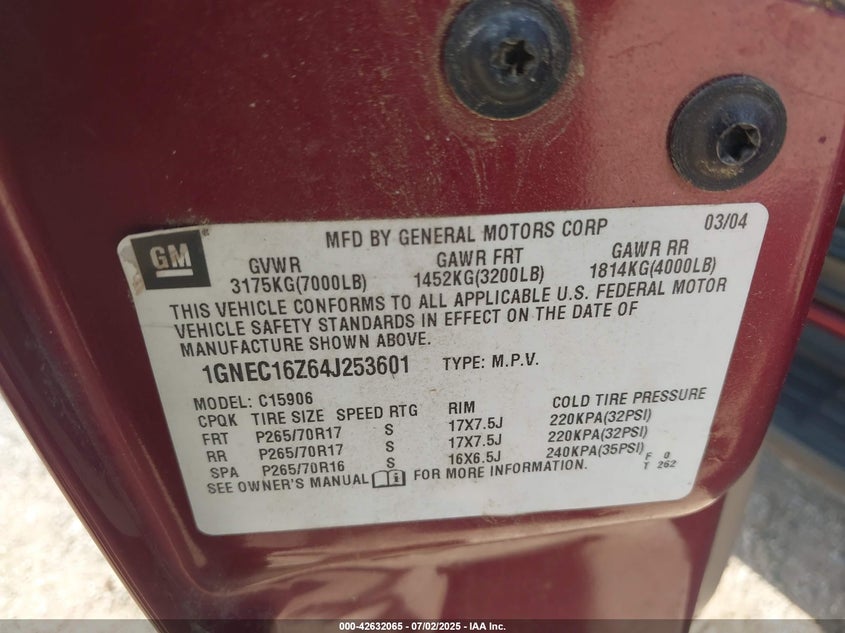 GM
MFD BY GENERAL MOTORS CORP 03/04
GVWR GAWR FRT GAWR RR
3175KG(7000LB) 1452KG(3200LB) 1814KG(4000LB)
THIS VEHICLE CONFORMS TO ALL APPLICABLE U.S. FEDERAL MOTOR
VEHICLE SAFETY STANDARDS IN EFFECT ON THE DATE OF
MANUFACTURE SHOWN ABOVE.
1GNEC16Z64J253601 TYPE: M.P.V.
MODEL: C15906
CPQK TIRE SIZE SPEED RTG RIM COLD TIRE PRESSURE
FRT P265/70R17 S 17X7.5J 220KPA(32PSI)
RR P265/70R17 S 17X7.5J 220KPA(32PSI)
SPA P265/70R16 S 16X6.5J 240KPA(35PSI) F 0
T 262
SEE OWNER'S MANUAL FOR MORE INFORMATION.
000-42632065 - 07/02/2025 - IAA Inc.